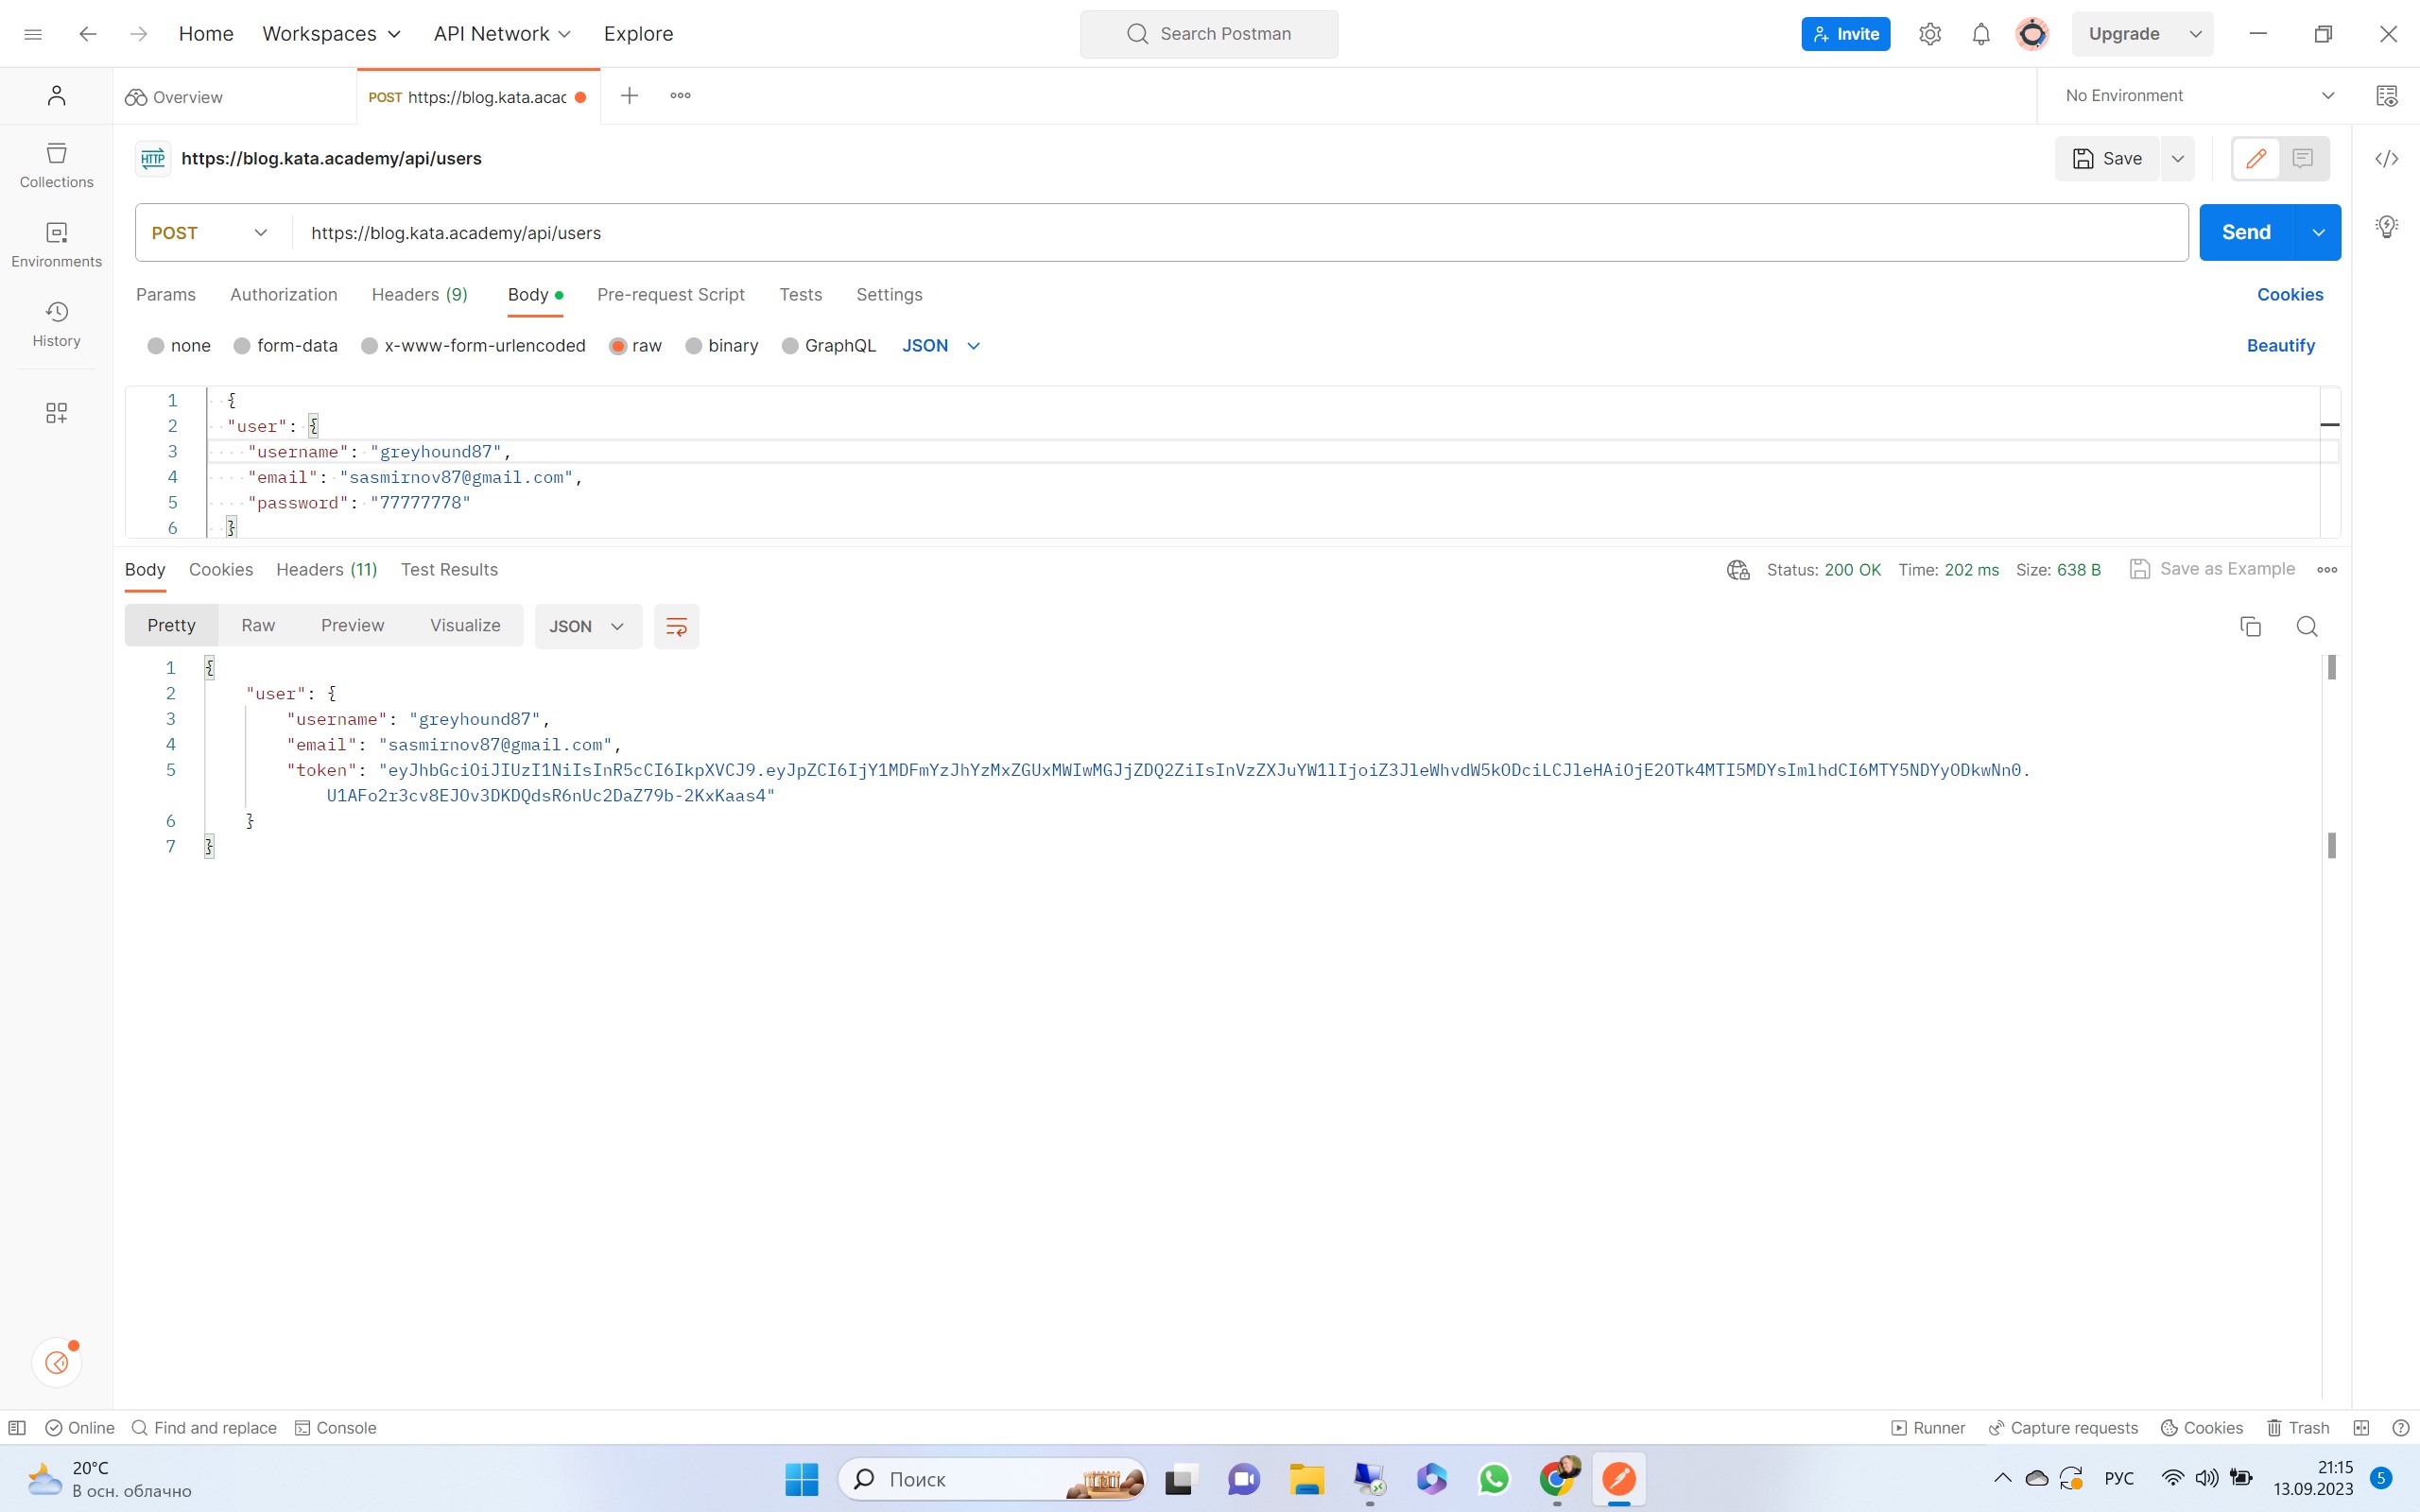 Home Workspaces API Network Explore Search Postman Invite Upgrade
Overview POST https://blog.kata.acac No Environment
HTTP https://blog.kata.academy/api/users Save
Collections
POST https://blog.kata.academy/api/users Send
Environments
Params Authorization Headers (9) Body Pre-request Script Tests Settings Cookies
History
none form-data x-www-form-urlencoded raw binary GraphQL JSON Beautify
1 {
2 "user": {
3 "username": "greyhound87",
4 "email": "sasmirnov87@gmail.com",
5 "password": "77777778"
6 }
Body Cookies Headers (11) Test Results Status: 200 OK Time: 202 ms Size: 638 B Save as Example
Pretty Raw Preview Visualize JSON
1 {
2 "user": {
3 "username": "greyhound87",
4 "email": "sasmirnov87@gmail.com",
5 "token": "eyJhbGciOiJIUzI1NiIsInR5cCI6IkpXVCJ9.eyJpZCI6IjY1MDFmYzJhYzMxZGUxMWIwMGJjZDQ2ZiIsInVzZXJuYW1lIjoiZ3JleWhvdW5kODciLCJleHAiOjE2OTk4MTI5MDYsImlhdCI6MTY5NDYyODkwNn0.
U1AFo2r3cv8EJOv3DKDQdsR6nUc2DaZ79b-2KxKaas4"
6 }
7 }
Online Find and replace Console Runner Capture requests Cookies Trash
20°C
В осн. облачно
Поиск
РУС
21:15
13.09.2023
5